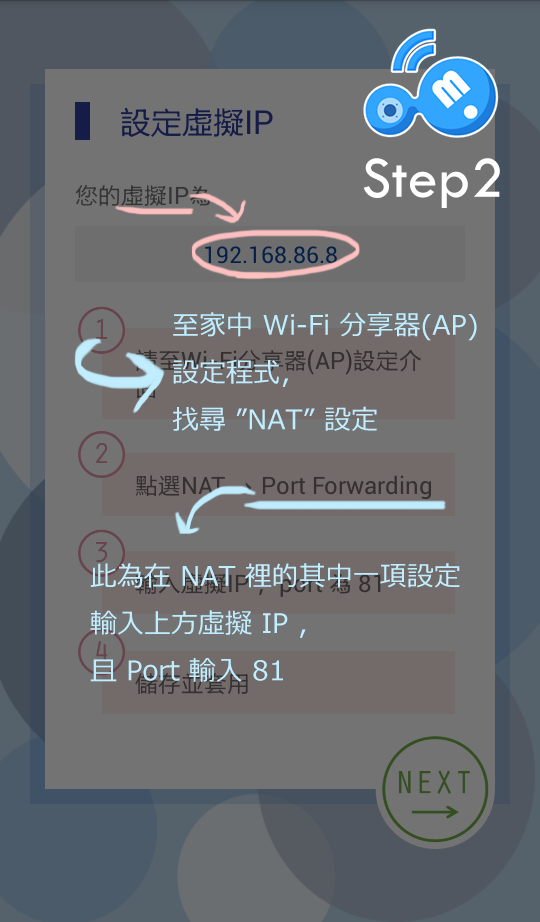 m
Step2
設定虛擬IP
您的虛擬IP為
192.168.86.8
1
請至Wi-Fi分享器(AP)設定介
面
至家中 Wi-Fi 分享器(AP)
設定程式,
找尋 ”NAT” 設定
2
點選NAT → Port Forwarding
3
輸入虛擬IP , port 為 81
此為在 NAT 裡的其中一項設定
輸入上方虛擬 IP ,
且 Port 輸入 81
4
儲存並套用
NEXT